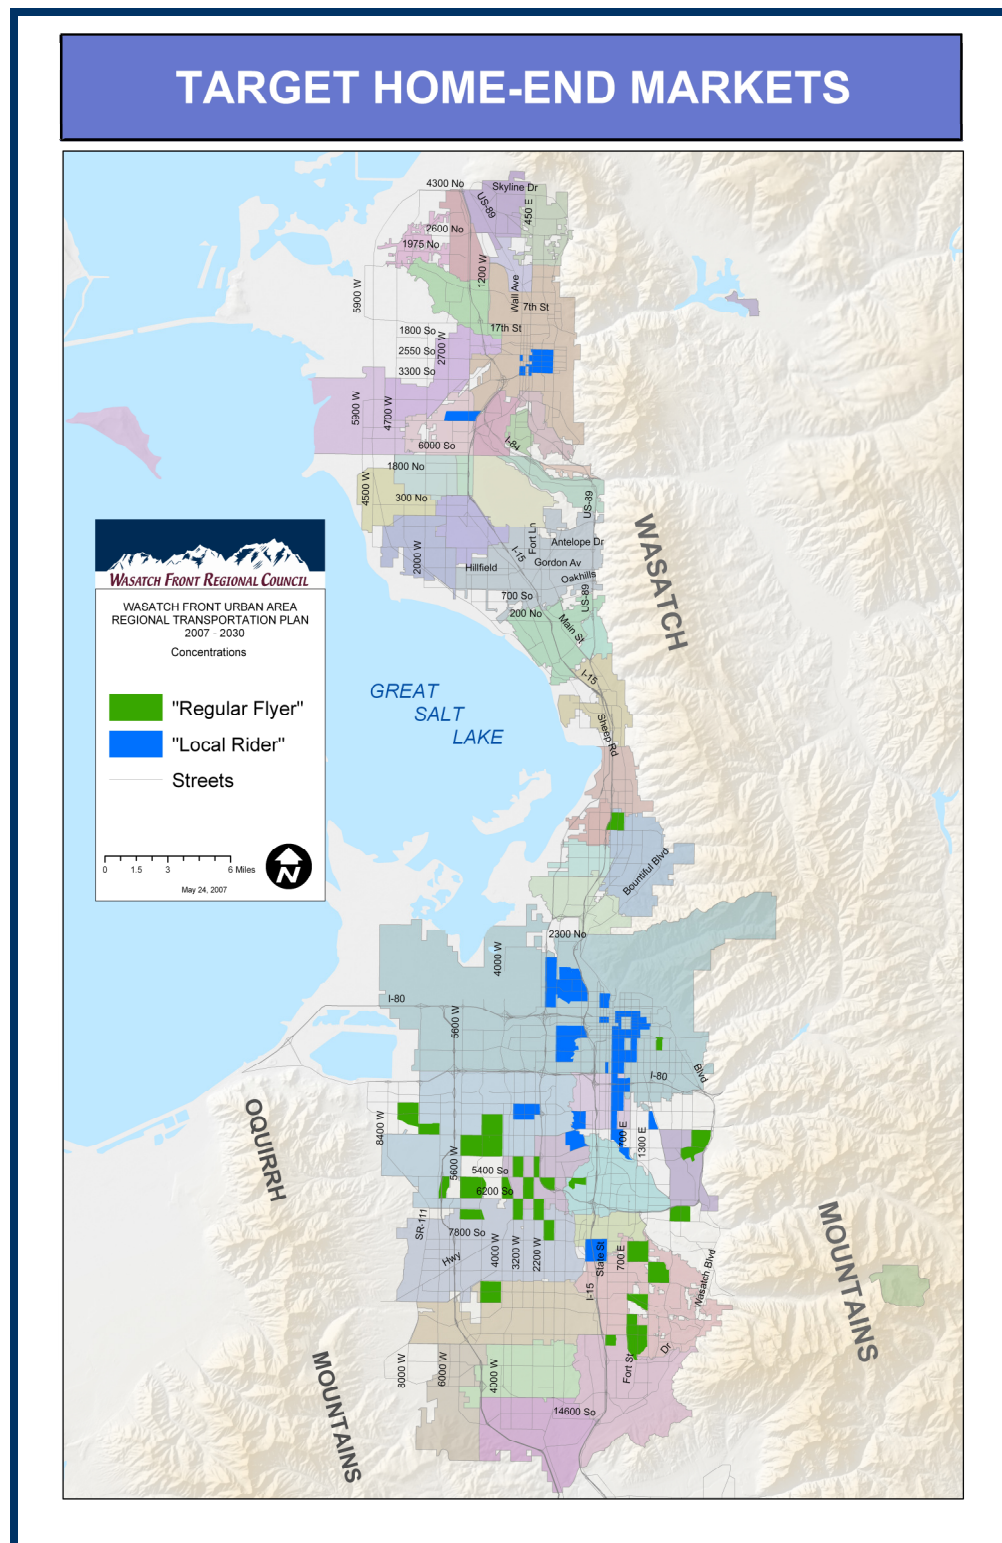 TARGET HOME-END MARKETS
4300 No
Skyline Dr
US-89
450 E
2600 No
1975 No
1200 W
5900 W
Wall Ave
7th St
17th St
1800 So
2700 W
2550 So
3300 So
5900 W
4700 W
6000 So
I-84
1800 No
4500 W
300 No
US-89
2000 W
I-15
Fort Ln
Antelope Dr
Gordon Av
Hillfield
Oakhills
700 So
US-89
200 No
Main St
I-15
Sheep Rd
WASATCH
WASATCH FRONT REGIONAL COUNCIL
WASATCH FRONT URBAN AREA
REGIONAL TRANSPORTATION PLAN
2007 - 2030
Concentrations
"Regular Flyer"
"Local Rider"
Streets
0 1.5 3 6 Miles
N
May 24, 2007
GREAT
SALT
LAKE
Bountiful Blvd
2300 No
4000 W
I-80
5600 W
I-80
Blvd
OQUIRRH
8400 W
1300 E
5600 W
5400 So
6200 So
SR-111
7800 So
Hwy
4000 W
3200 W
2200 W
State St
700 E
I-15
Wasatch Blvd
MOUNTAINS
MOUNTAINS
8000 W
6000 W
4000 W
Fort St
Dr
14600 So